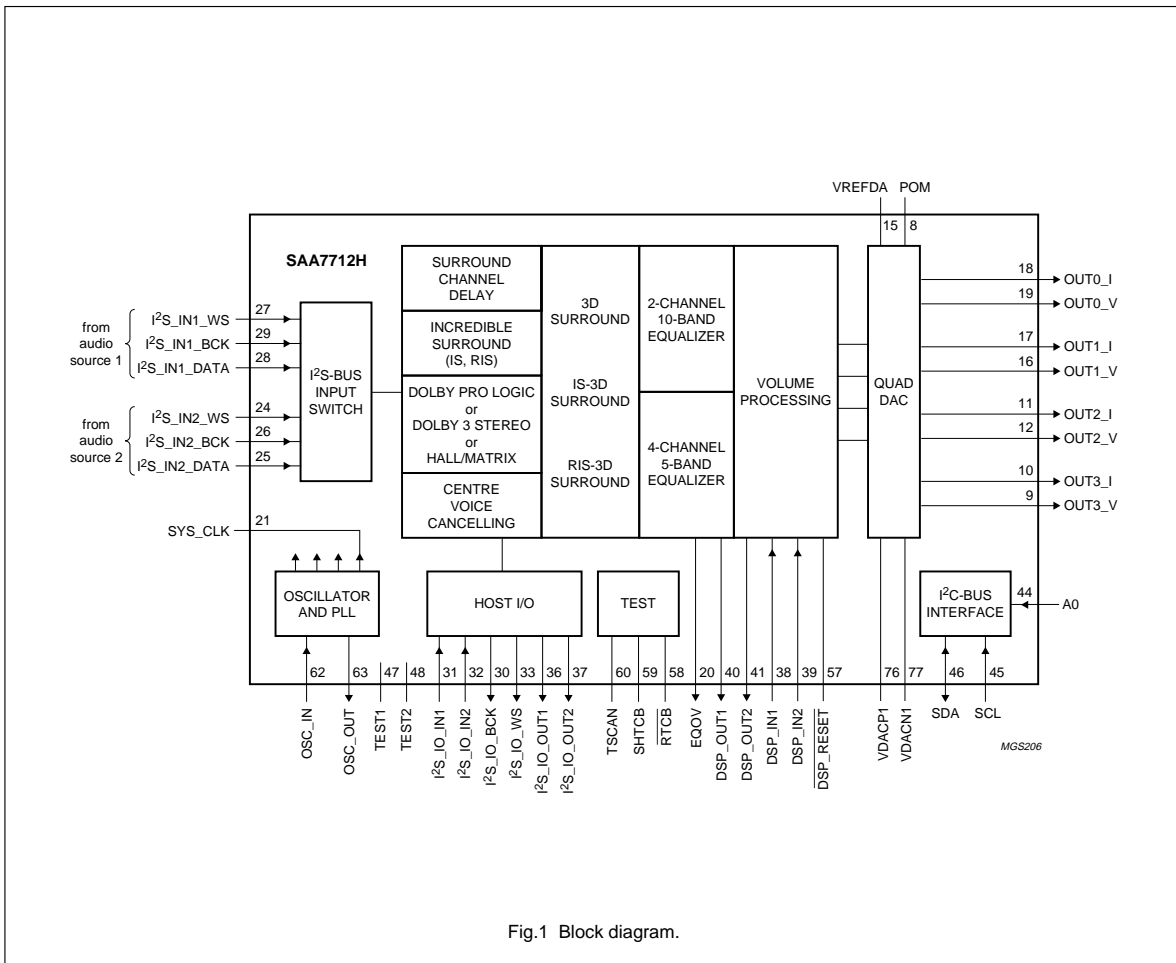 VREFDA POM
15 8
SAA7712H
from
audio
source 1
I²S_IN1_WS 27
I²S_IN1_BCK 29
I²S_IN1_DATA 28
from
audio
source 2
I²S_IN2_WS 24
I²S_IN2_BCK 26
I²S_IN2_DATA 25
I²S-BUS
INPUT
SWITCH
SURROUND
CHANNEL
DELAY
INCREDIBLE
SURROUND
(IS, RIS)
DOLBY PRO LOGIC
or
DOLBY 3 STEREO
or
HALL/MATRIX
CENTRE
VOICE
CANCELLING
3D
SURROUND
IS-3D
SURROUND
RIS-3D
SURROUND
2-CHANNEL
10-BAND
EQUALIZER
4-CHANNEL
5-BAND
EQUALIZER
VOLUME
PROCESSING
QUAD
DAC
18 OUT0_I
19 OUT0_V
17 OUT1_I
16 OUT1_V
11 OUT2_I
12 OUT2_V
10 OUT3_I
9 OUT3_V
SYS_CLK 21
OSCILLATOR
AND PLL
HOST I/O
TEST
I²C-BUS
INTERFACE
44 A0
62 63 47 48 31 32 30 33 36 37 60 59 58 20 40 41 38 39 57 76 77 46 45
OSC_IN
OSC_OUT
TEST1
TEST2
I²S_IO_IN1
I²S_IO_IN2
I²S_IO_BCK
I²S_IO_WS
I²S_IO_OUT1
I²S_IO_OUT2
TSCAN
SHTCB
RTCB
EQOV
DSP_OUT1
DSP_OUT2
DSP_IN1
DSP_IN2
DSP_RESET
VDACP1
VDACN1
SDA SCL
MGS206
Fig.1 Block diagram.